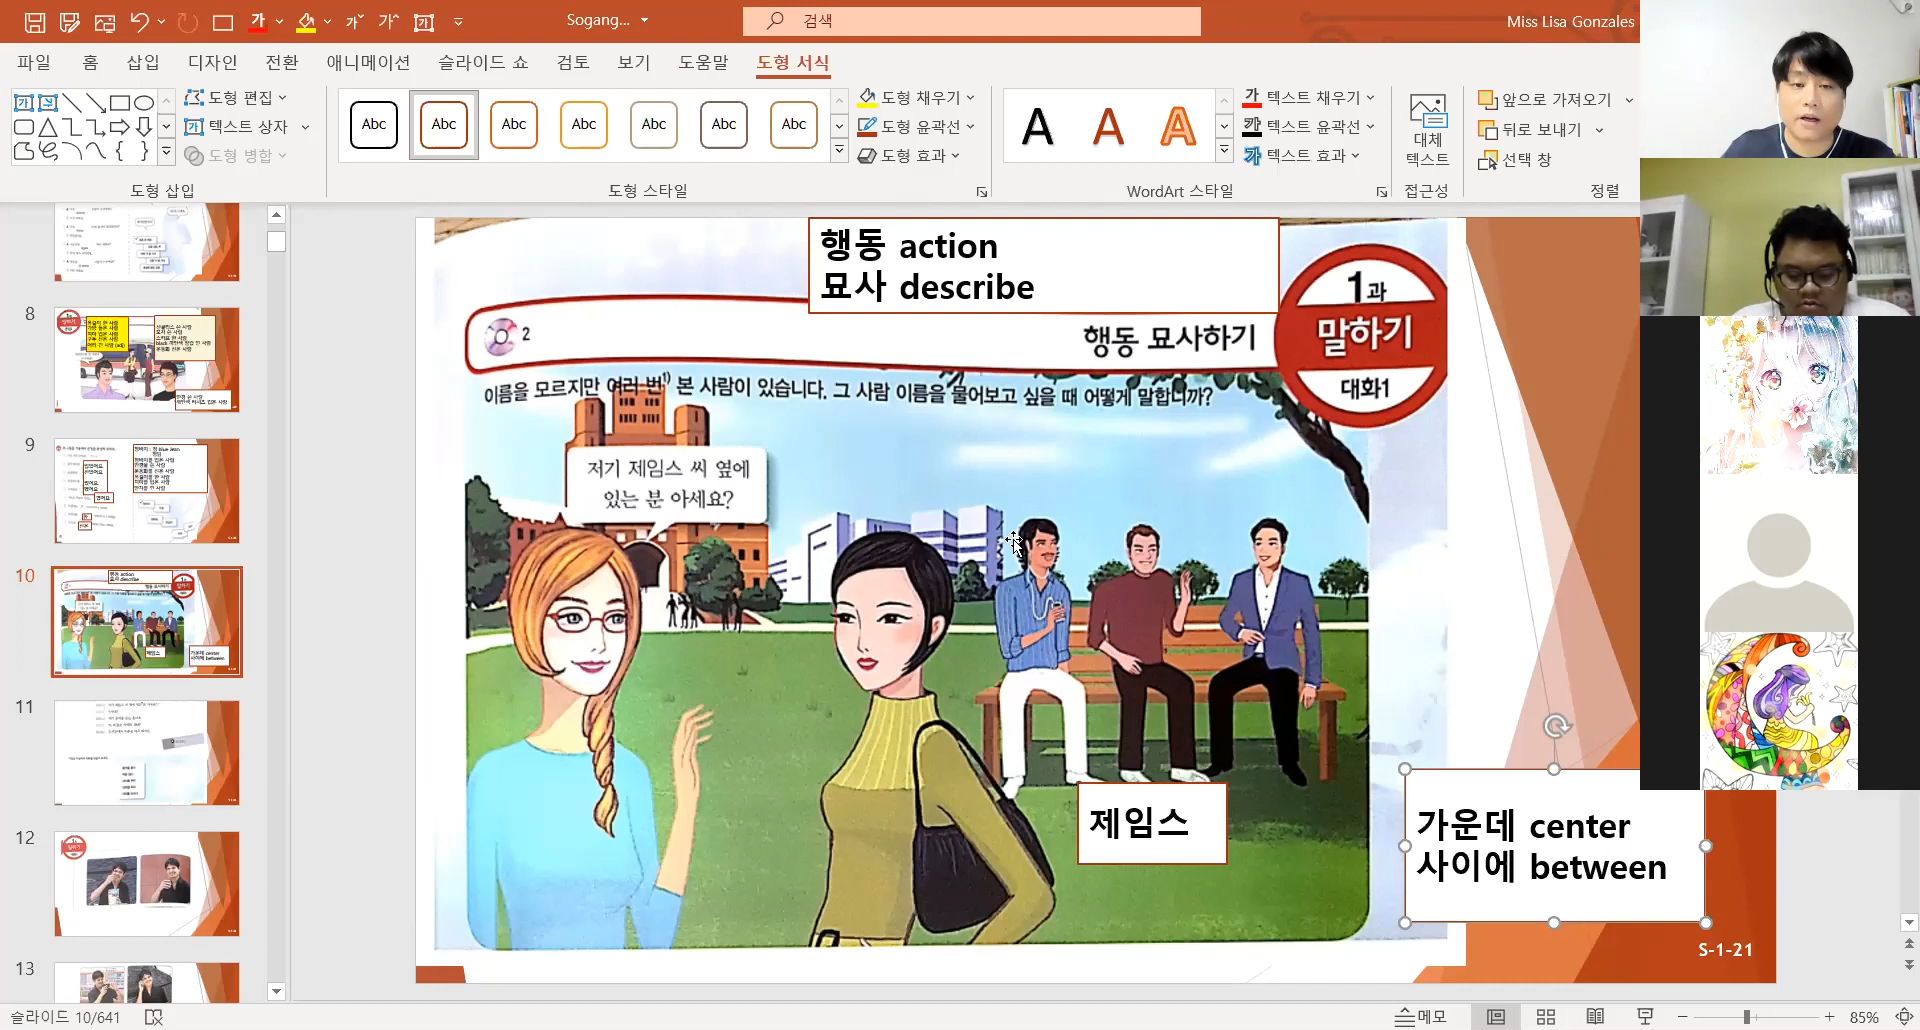 Sogang...
검색
Miss Lisa Gonzales
파일 홈 삽입 디자인 전환 애니메이션 슬라이드 쇼 검토 보기 도움말 도형 서식
도형 편집
텍스트 상자
도형 병합
도형 삽입
Abc Abc Abc Abc Abc Abc Abc
도형 채우기
도형 윤곽선
도형 효과
도형 스타일
A A A
텍스트 채우기
텍스트 윤곽선
텍스트 효과
WordArt 스타일
대체
텍스트
접근성
앞으로 가져오기
뒤로 보내기
선택 창
정렬
8
9
10
11
12
13
행동 action
묘사 describe
2
행동 묘사하기
1과
말하기
대화1
이름을 모르지만 여러 번1) 본 사람이 있습니다. 그 사람 이름을 물어보고 싶을 때 어떻게 말합니까?
저기 제임스 씨 옆에
있는 분 아세요?
제임스
가운데 center
사이에 between
S-1-21
슬라이드 10/641
메모
85%